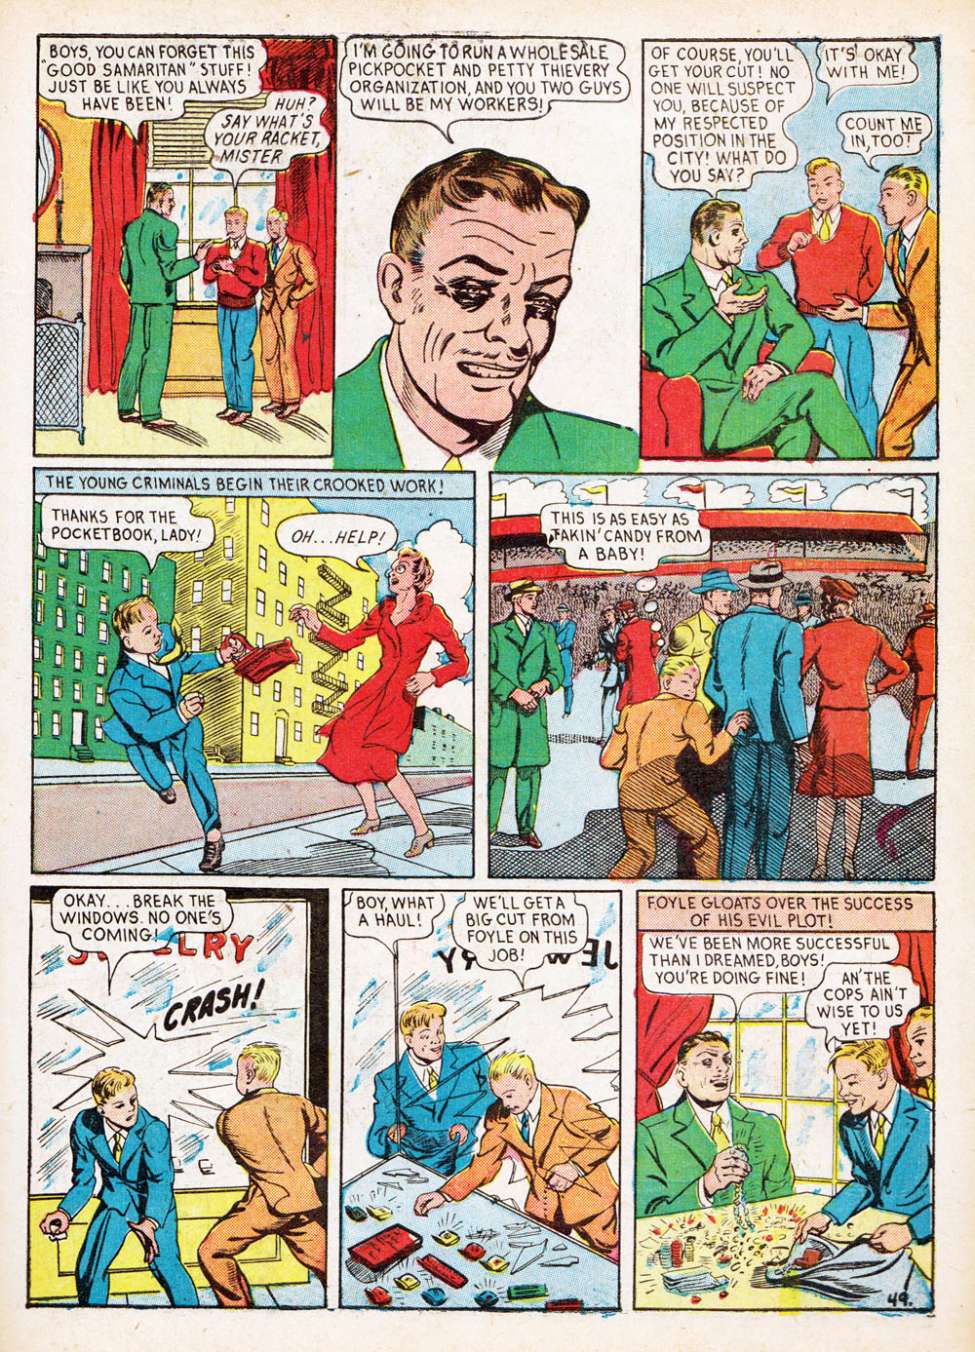 BOYS, YOU CAN FORGET THIS
"GOOD SAMARITAN" STUFF!
JUST BE LIKE YOU ALWAYS
HAVE BEEN!
HUH?
SAY WHAT'S
YOUR RACKET,
MISTER
I'M GOING TO RUN A WHOLESALE
PICKPOCKET AND PETTY THIEVERY
ORGANIZATION, AND YOU TWO GUYS
WILL BE MY WORKERS!
OF COURSE, YOU'LL
GET YOUR CUT! NO
ONE WILL SUSPECT
YOU, BECAUSE OF
MY RESPECTED
POSITION IN THE
CITY! WHAT DO
YOU SAY?
IT'S OKAY
WITH ME!
COUNT ME
IN, TOO!
THE YOUNG CRIMINALS BEGIN THEIR CROOKED WORK!
THANKS FOR THE
POCKETBOOK, LADY!
OH...HELP!
THIS IS AS EASY AS
TAKIN' CANDY FROM
A BABY!
OKAY...BREAK THE
WINDOWS. NO ONE'S
COMING!
JEWELRY
CRASH!
'BOY, WHAT
A HAUL!
WE'LL GET A
BIG CUT FROM
FOYLE ON THIS
JOB!
JEWELRY
FOYLE GLOATS OVER THE SUCCESS
OF HIS EVIL PLOT!
WE'VE BEEN MORE SUCCESSFUL
THAN I DREAMED, BOYS!
YOU'RE DOING FINE!
AN' THE
COPS AIN'T
WISE TO US
YET!
49.